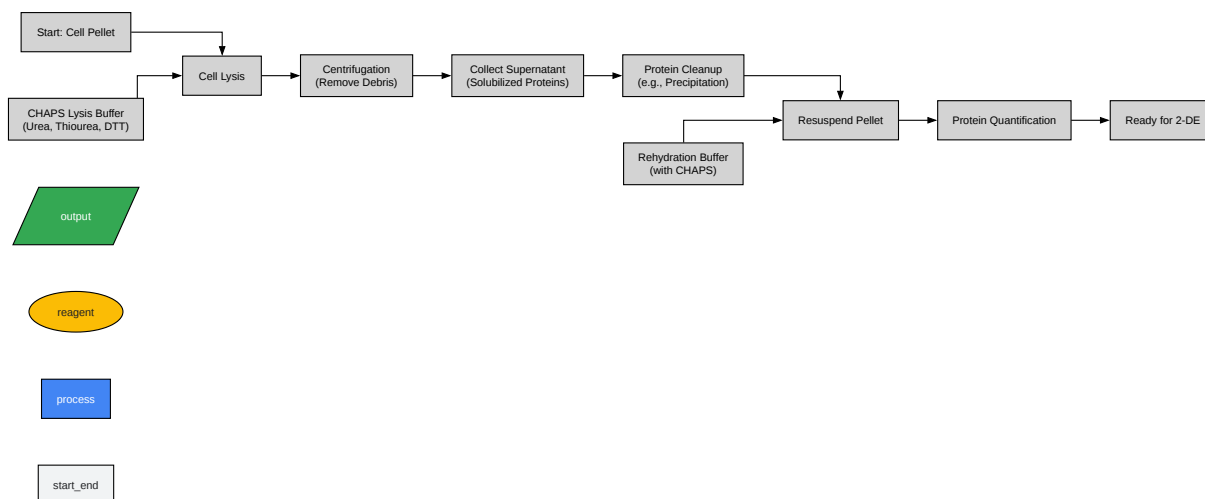 Start: Cell Pellet
CHAPS Lysis Buffer
(Urea, Thiourea, DTT)
Cell Lysis
Centrifugation
(Remove Debris)
Collect Supernatant
(Solubilized Proteins)
Protein Cleanup
(e.g., Precipitation)
Rehydration Buffer
(with CHAPS)
Resuspend Pellet
Protein Quantification
Ready for 2-DE
output
reagent
process
start_end